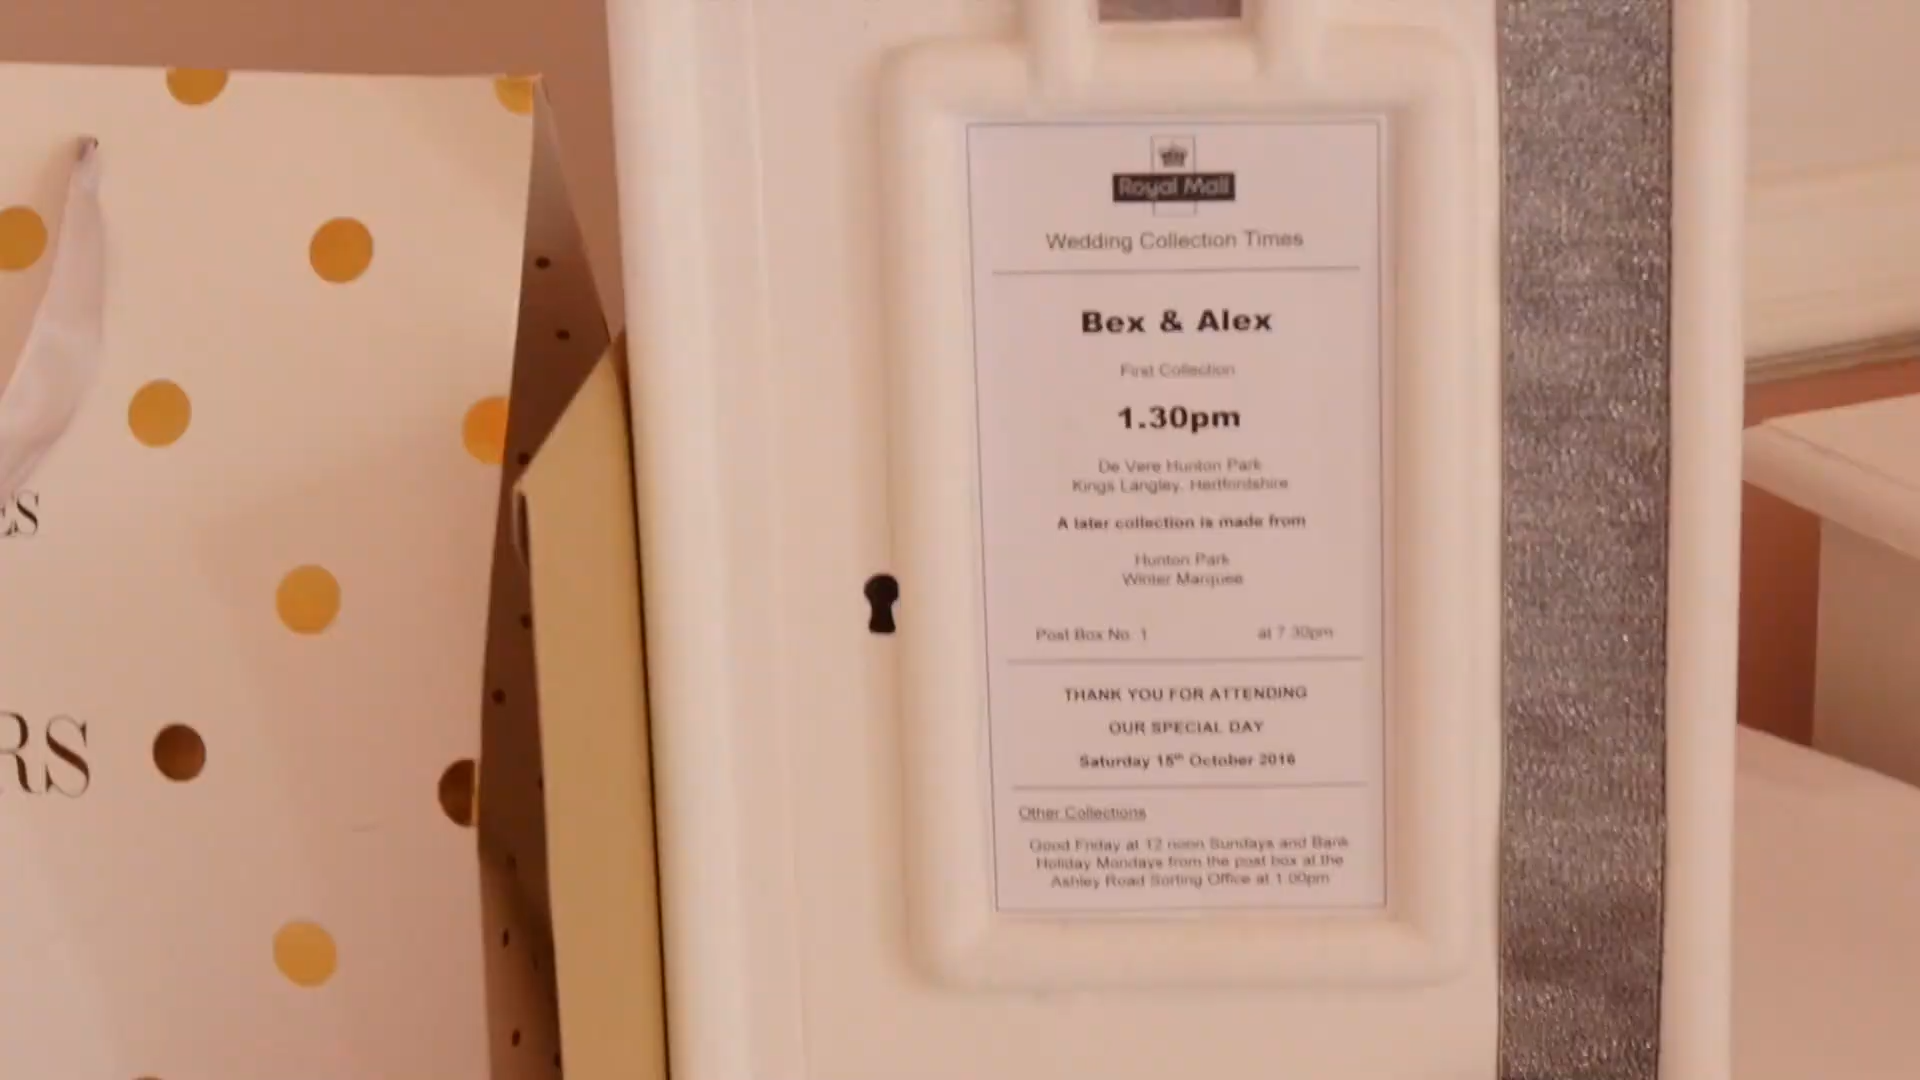 ES
RS
Royal Mail
Wedding Collection Times
Bex & Alex
First Collection
1.30pm
De Vere Hunton Park
Kings Langley, Hertfordshire
A later collection is made from
Hunton Park
Winter Marquee
Post Box No. 1 at 7.30pm
THANK YOU FOR ATTENDING
OUR SPECIAL DAY
Saturday 15th October 2016
Other Collections
Good Friday at 12 noon Sundays and Bank
Holiday Mondays from the post box at the
Ashley Road Sorting Office at 1.00pm